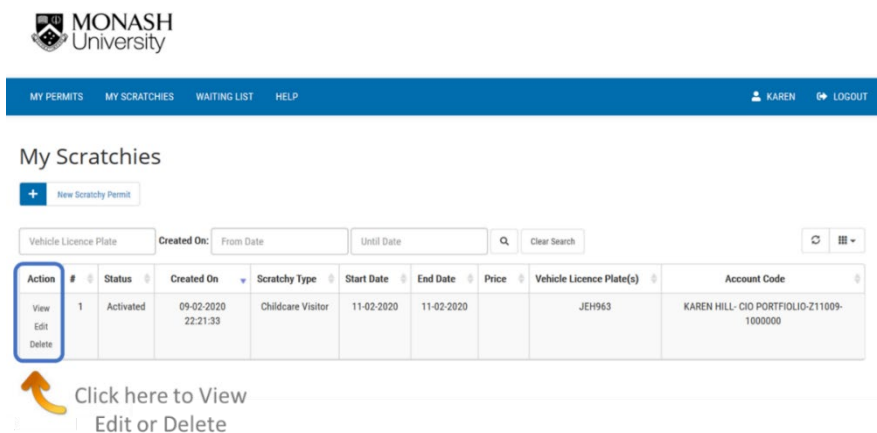 MONASH
University
MY PERMITS MY SCRATCHIES WAITING LIST HELP KAREN LOGOUT
My Scratchies
+ New Scratchy Permit
Vehicle Licence Plate Created On: From Date Until Date Clear Search
Action # Status Created On Scratchy Type Start Date End Date Price Vehicle Licence Plate(s) Account Code
View 1 Activated 09-02-2020 Childcare Visitor 11-02-2020 11-02-2020 JEH963 KAREN HILL- CIO PORTFIOLIO-Z11009-
Edit 22:21:33 1000000
Delete
Click here to View
Edit or Delete